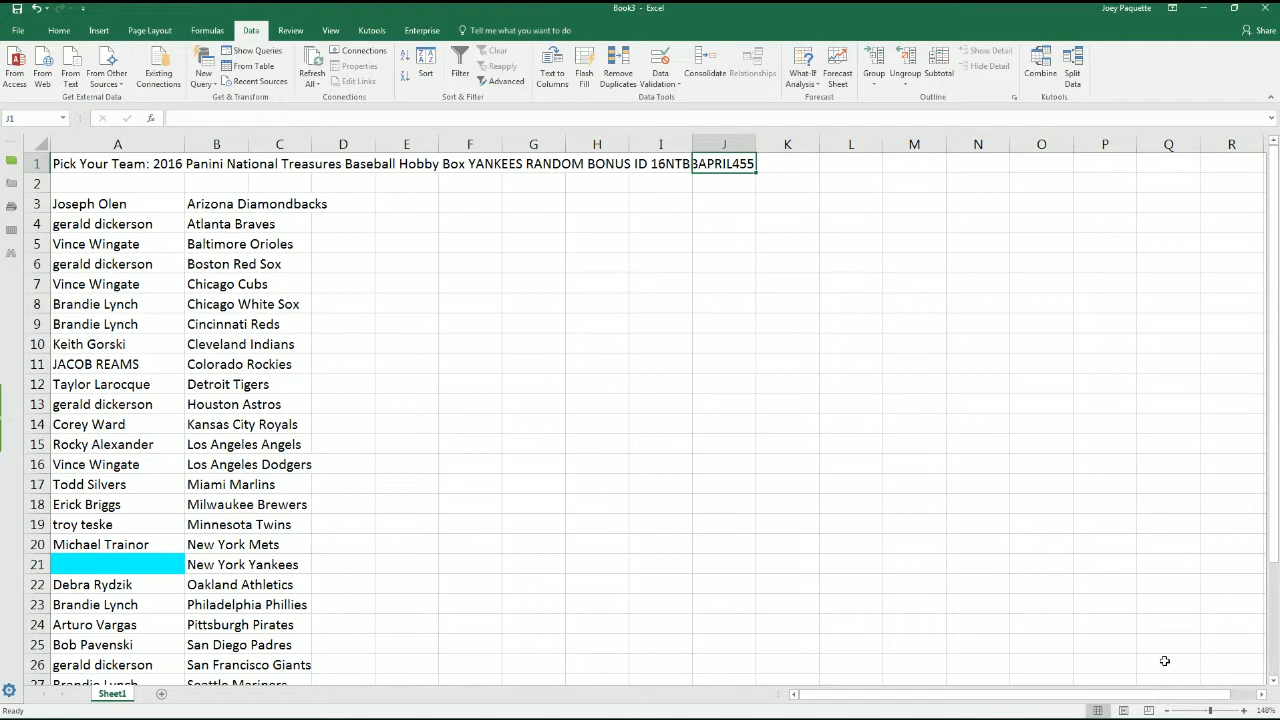 Book3 - Excel
Joey Paquette
File Home Insert Page Layout Formulas Data Review View Kutools Enterprise Tell me what you want to do Share
From Access
From Web
From Text
From Other Sources
Existing Connections
Get External Data
New Query
Show Queries
From Table
Recent Sources
Get & Transform
Refresh All
Connections
Properties
Edit Links
Connections
Sort
Filter
Clear
Reapply
Advanced
Sort & Filter
Text to Columns
Flash Fill
Remove Duplicates
Data Validation
Consolidate
Relationships
Data Tools
What-If Analysis
Forecast Sheet
Forecast
Group
Ungroup
Subtotal
Show Detail
Hide Detail
Outline
Combine
Split Data
Kutools
J1 fx
A B C D E F G H I J K L M N O P Q R
1 Pick Your Team: 2016 Panini National Treasures Baseball Hobby Box YANKEES RANDOM BONUS ID 16NTBBAPRIL455
2
3 Joseph Olen Arizona Diamondbacks
4 gerald dickerson Atlanta Braves
5 Vince Wingate Baltimore Orioles
6 gerald dickerson Boston Red Sox
7 Vince Wingate Chicago Cubs
8 Brandie Lynch Chicago White Sox
9 Brandie Lynch Cincinnati Reds
10 Keith Gorski Cleveland Indians
11 JACOB REAMS Colorado Rockies
12 Taylor Larocque Detroit Tigers
13 gerald dickerson Houston Astros
14 Corey Ward Kansas City Royals
15 Rocky Alexander Los Angeles Angels
16 Vince Wingate Los Angeles Dodgers
17 Todd Silvers Miami Marlins
18 Erick Briggs Milwaukee Brewers
19 troy teske Minnesota Twins
20 Michael Trainor New York Mets
21 New York Yankees
22 Debra Rydzik Oakland Athletics
23 Brandie Lynch Philadelphia Phillies
24 Arturo Vargas Pittsburgh Pirates
25 Bob Pavenski San Diego Padres
26 gerald dickerson San Francisco Giants
27 Brandie Lynch Seattle Mariners
Sheet1
Ready 148%